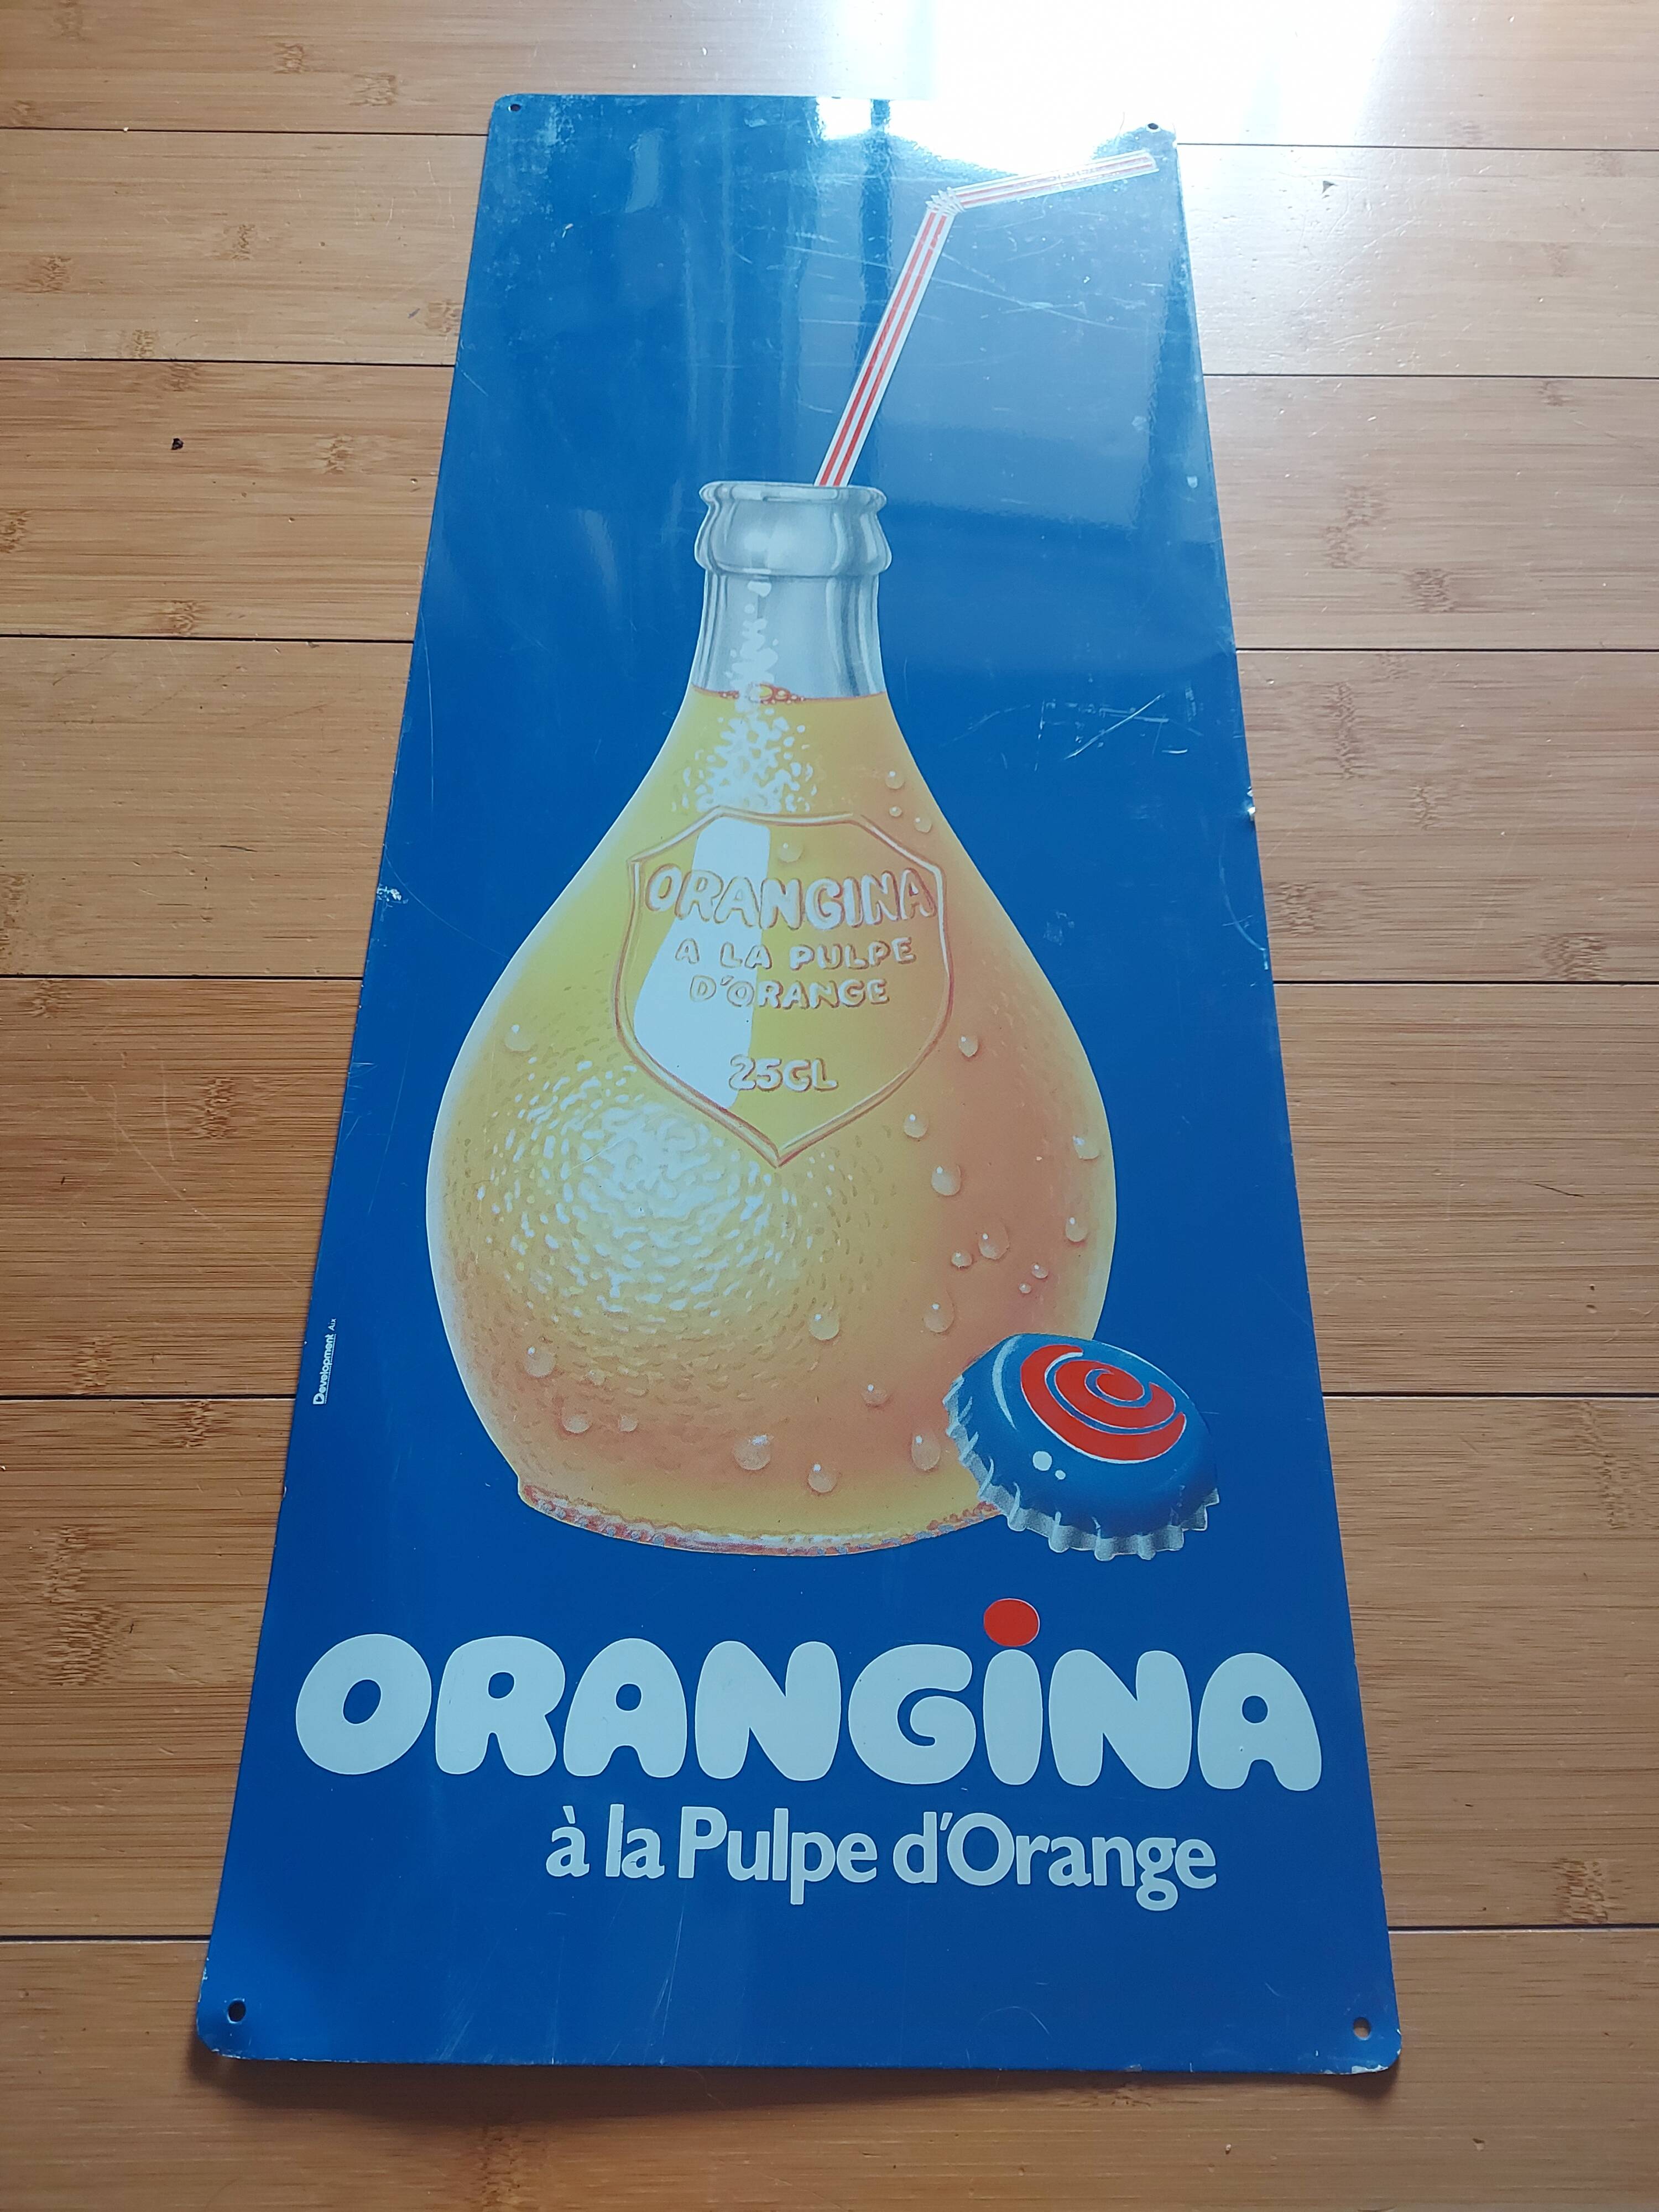 ORANGINA
A LA PULPE
D'ORANGE
25CL
Development Aix
ORANGiNA
à la Pulpe d'Orange